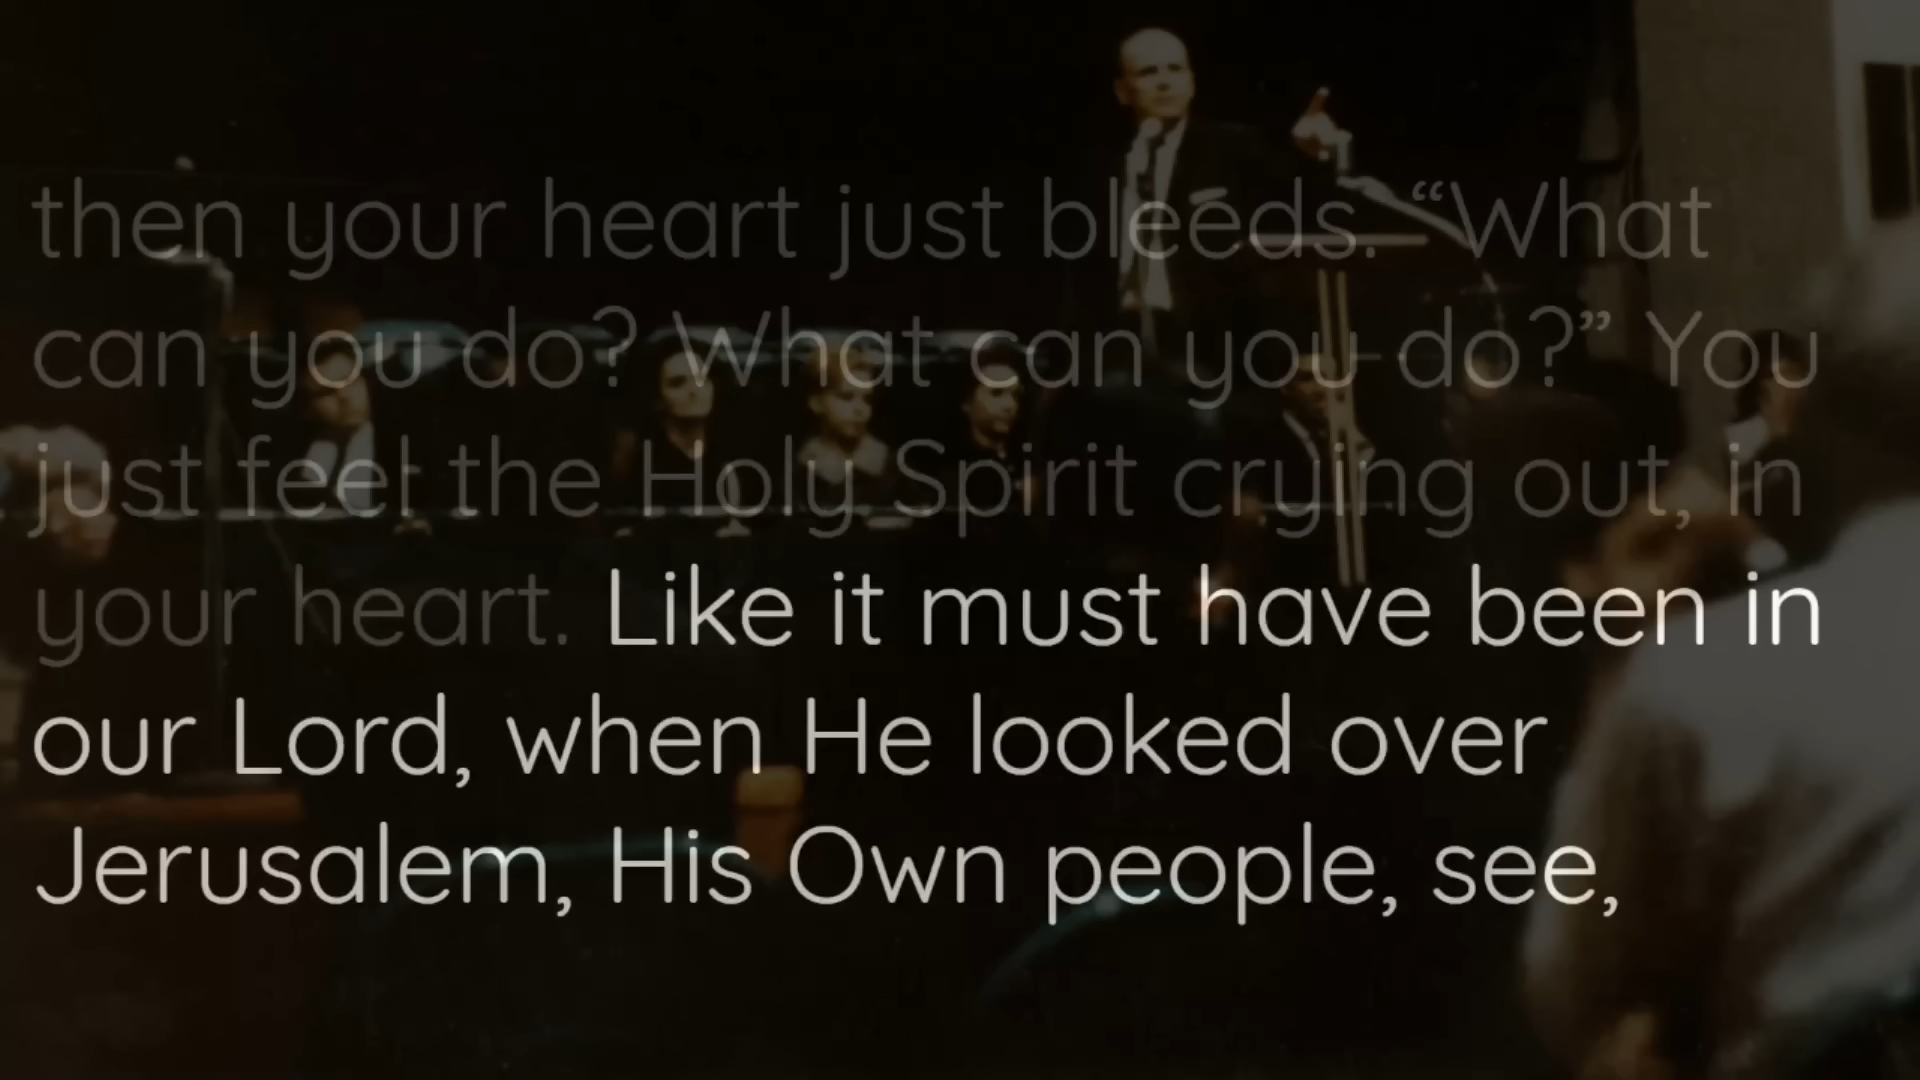 then your heart just bleeds. “What
can you do? What can you do?” You
just feel the Holy Spirit crying out, in
your heart. Like it must have been in
our Lord, when He looked over
Jerusalem, His Own people, see,